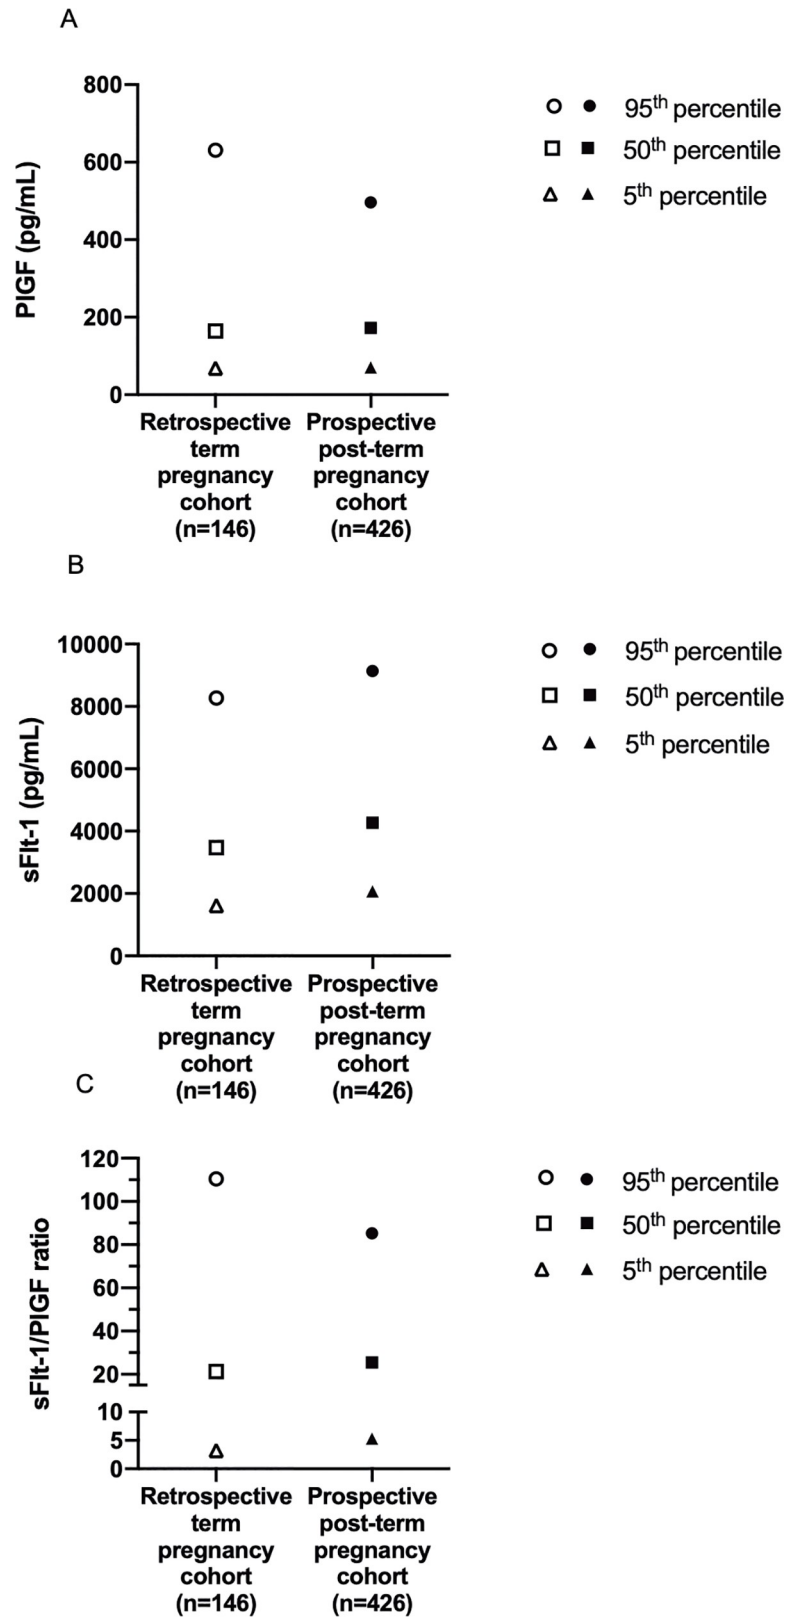 A
800
600
400
200
0
PlGF (pg/mL)
Retrospective
term
pregnancy
cohort
(n=146)
Prospective
post-term
pregnancy
cohort
(n=426)
95th percentile
50th percentile
5th percentile
B
10000
8000
6000
4000
2000
0
sFlt-1 (pg/mL)
Retrospective
term
pregnancy
cohort
(n=146)
Prospective
post-term
pregnancy
cohort
(n=426)
95th percentile
50th percentile
5th percentile
C
120
100
80
60
40
20
10
5
0
sFlt-1/PlGF ratio
Retrospective
term
pregnancy
cohort
(n=146)
Prospective
post-term
pregnancy
cohort
(n=426)
95th percentile
50th percentile
5th percentile